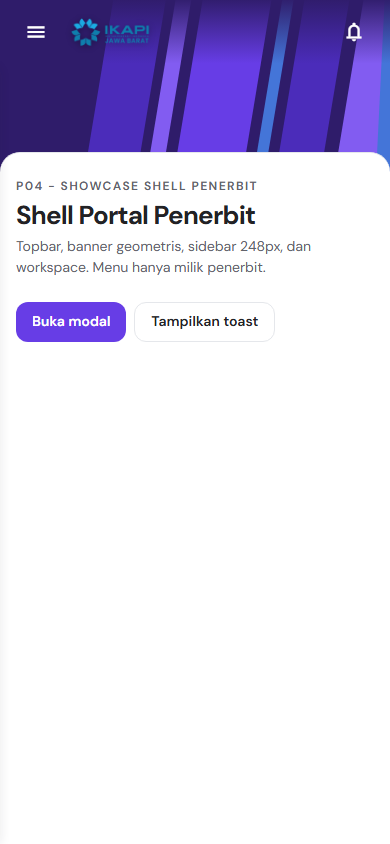 IKAPI
JAWA BARAT
P04 – SHOWCASE SHELL PENERBIT
Shell Portal Penerbit
Topbar, banner geometris, sidebar 248px, dan
workspace. Menu hanya milik penerbit.
Buka modal
Tampilkan toast